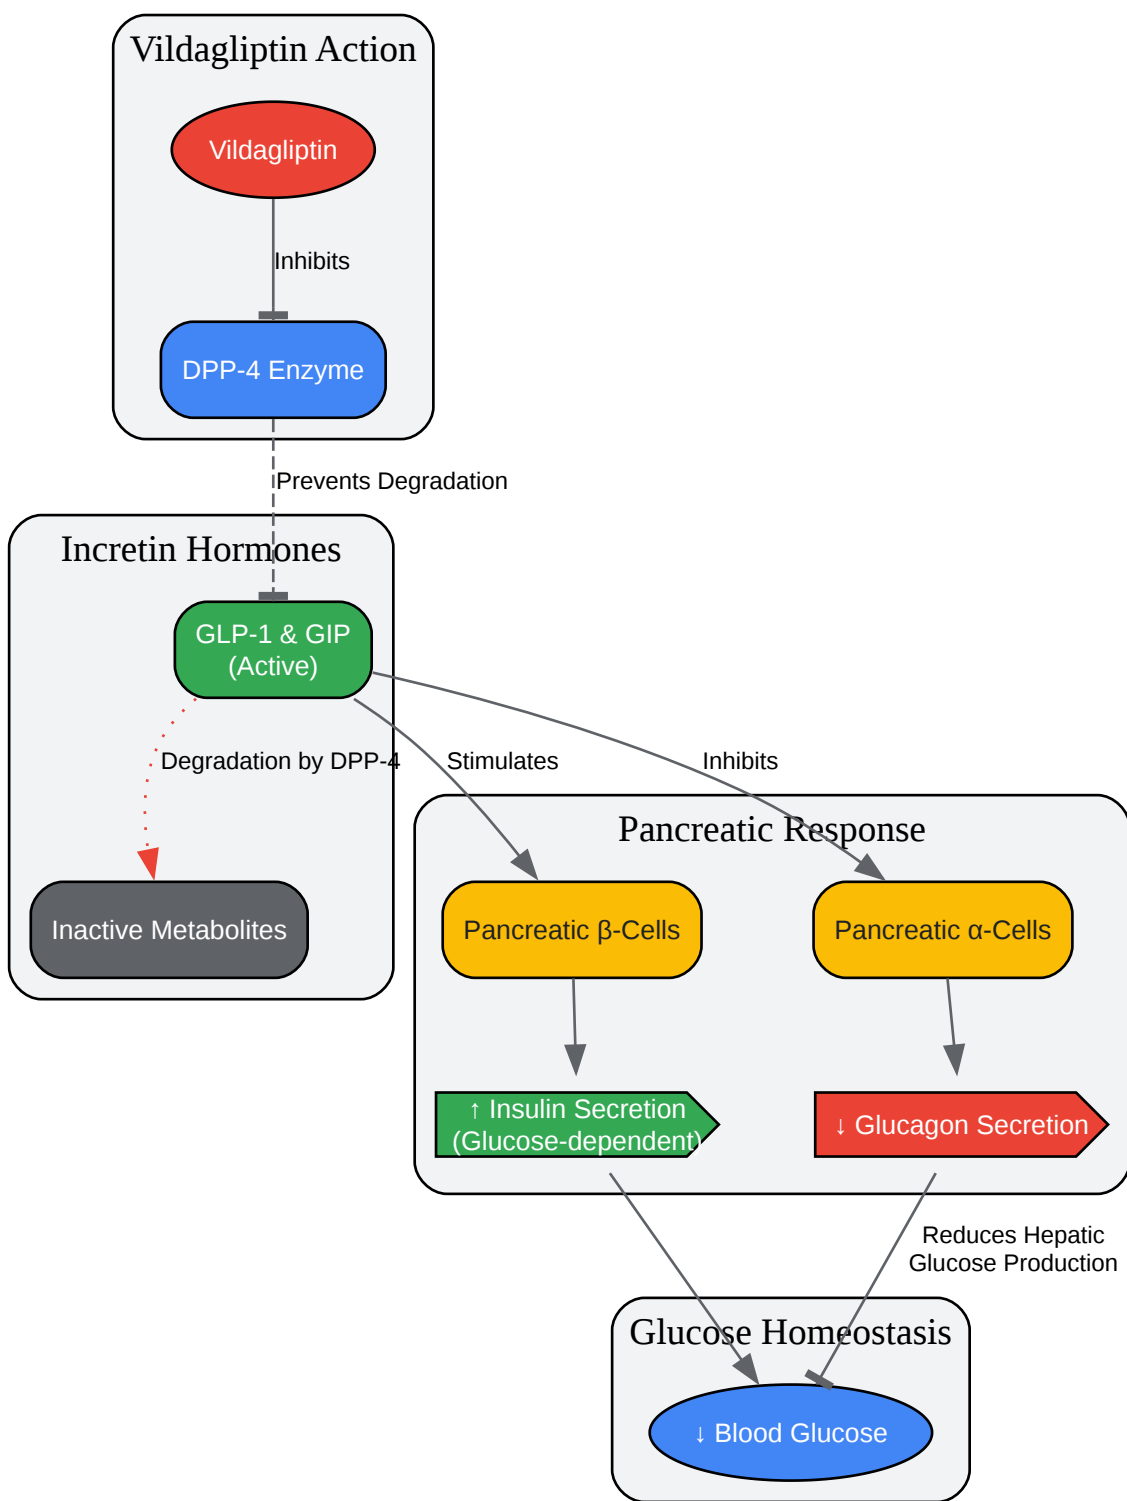 Vildagliptin Action
Vildagliptin
Inhibits
DPP-4 Enzyme
Prevents Degradation
Incretin Hormones
GLP-1 & GIP
(Active)
Degradation by DPP-4
Stimulates
Inhibits
Inactive Metabolites
Pancreatic Response
Pancreatic β-Cells
Pancreatic α-Cells
↑ Insulin Secretion
(Glucose-dependent)
↓ Glucagon Secretion
Reduces Hepatic
Glucose Production
Glucose Homeostasis
↓ Blood Glucose